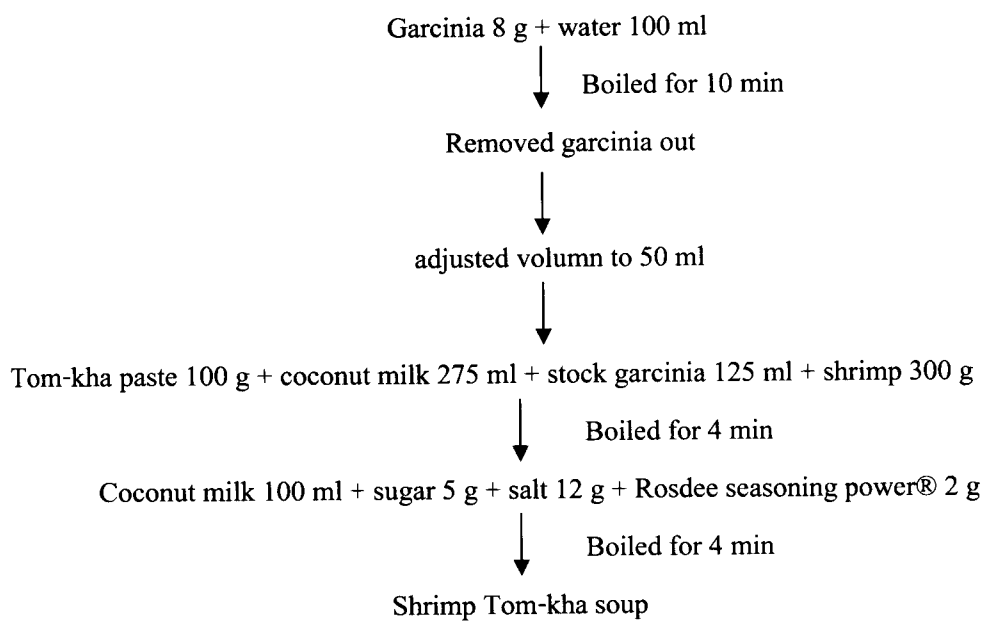 Garcinia 8 g + water 100 ml
Boiled for 10 min
Removed garcinia out
adjusted volumn to 50 ml
Tom-kha paste 100 g + coconut milk 275 ml + stock garcinia 125 ml + shrimp 300 g
Boiled for 4 min
Coconut milk 100 ml + sugar 5 g + salt 12 g + Rosdee seasoning power® 2 g
Boiled for 4 min
Shrimp Tom-kha soup